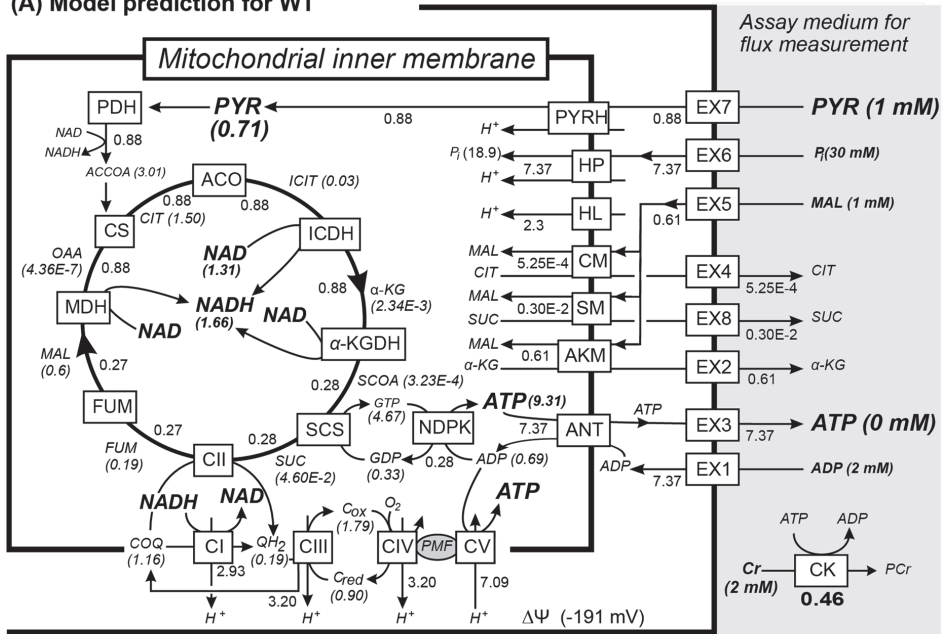 (A) Model prediction for WT
Assay medium for
flux measurement
Mitochondrial inner membrane
PDH
PYR
(0.71)
0.88
PYRH
H+
EX7
0.88
PYR (1 mM)
NAD
NADH
0.88
ACCOA (3.01)
Pi (18.9)
7.37
H+
HP
7.37
EX6
Pi(30 mM)
ACO
0.88
0.88
ICIT (0.03)
CIT (1.50)
CS
H+
2.3
HL
0.61
EX5
MAL (1 mM)
OAA
(4.36E-7)
0.88
ICDH
NAD
(1.31)
MAL
5.25E-4
CIT
CM
EX4
CIT
5.25E-4
0.88
α-KG
(2.34E-3)
MDH
NADH
(1.66)
NAD
NAD
MAL
0.30E-2
SUC
SM
EX8
SUC
0.30E-2
α-KGDH
MAL
0.61
α-KG
AKM
EX2
0.61
α-KG
MAL
(0.6)
0.27
0.28
SCOA (3.23E-4)
FUM
GTP
(4.67)
ATP(9.31)
7.37
ANT
ATP
EX3
7.37
ATP (0 mM)
0.27
0.28
SCS
NDPK
FUM
(0.19)
CII
SUC
(4.60E-2)
GDP
(0.33)
0.28
ADP (0.69)
ADP
7.37
EX1
ADP (2 mM)
NADH
NAD
ATP
Cox
(1.79)
O2
COQ
(1.16)
CI
QH2
(0.19)
CIII
CIV
PMF
CV
2.93
3.20
Cred
(0.90)
3.20
7.09
H+
H+
H+
H+
ΔΨ (-191 mV)
ATP
ADP
Cr
(2 mM)
CK
PCr
0.46